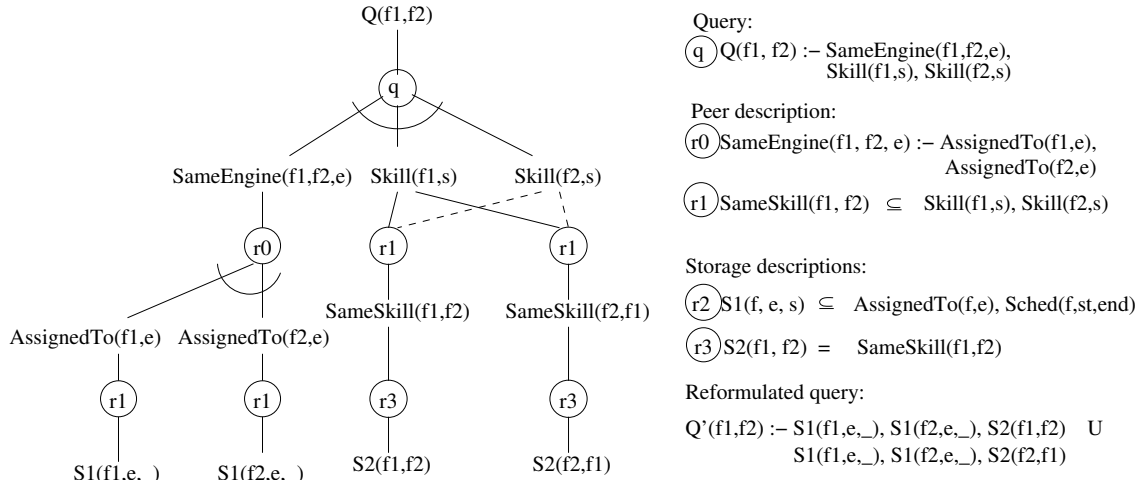 Q(f1,f2)
q
SameEngine(f1,f2,e) Skill(f1,s) Skill(f2,s)
r0 r1 r1
SameSkill(f1,f2) SameSkill(f2,f1)
AssignedTo(f1,e) AssignedTo(f2,e)
r1 r1 r3 r3
S1(f1,e,_) S1(f2,e,_) S2(f1,f2) S2(f2,f1)
Query:
q Q(f1, f2) :- SameEngine(f1,f2,e),
Skill(f1,s), Skill(f2,s)
Peer description:
r0 SameEngine(f1, f2, e) :- AssignedTo(f1,e),
AssignedTo(f2,e)
r1 SameSkill(f1, f2) ⊆ Skill(f1,s), Skill(f2,s)
Storage descriptions:
r2 S1(f, e, s) ⊆ AssignedTo(f,e), Sched(f,st,end)
r3 S2(f1, f2) = SameSkill(f1,f2)
Reformulated query:
Q'(f1,f2) :- S1(f1,e,_), S1(f2,e,_), S2(f1,f2) U
S1(f1,e,_), S1(f2,e,_), S2(f2,f1)